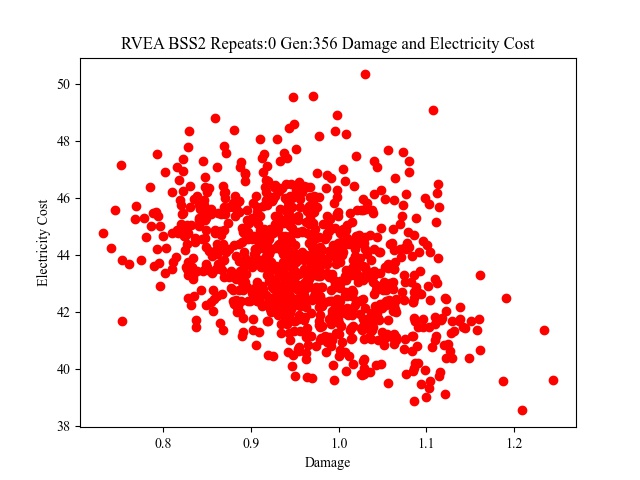 RVEA BSS2 Repeats:0 Gen:356 Damage and Electricity Cost
50
48
46
44
42
40
38
Electricity Cost
0.8 0.9 1.0 1.1 1.2
Damage